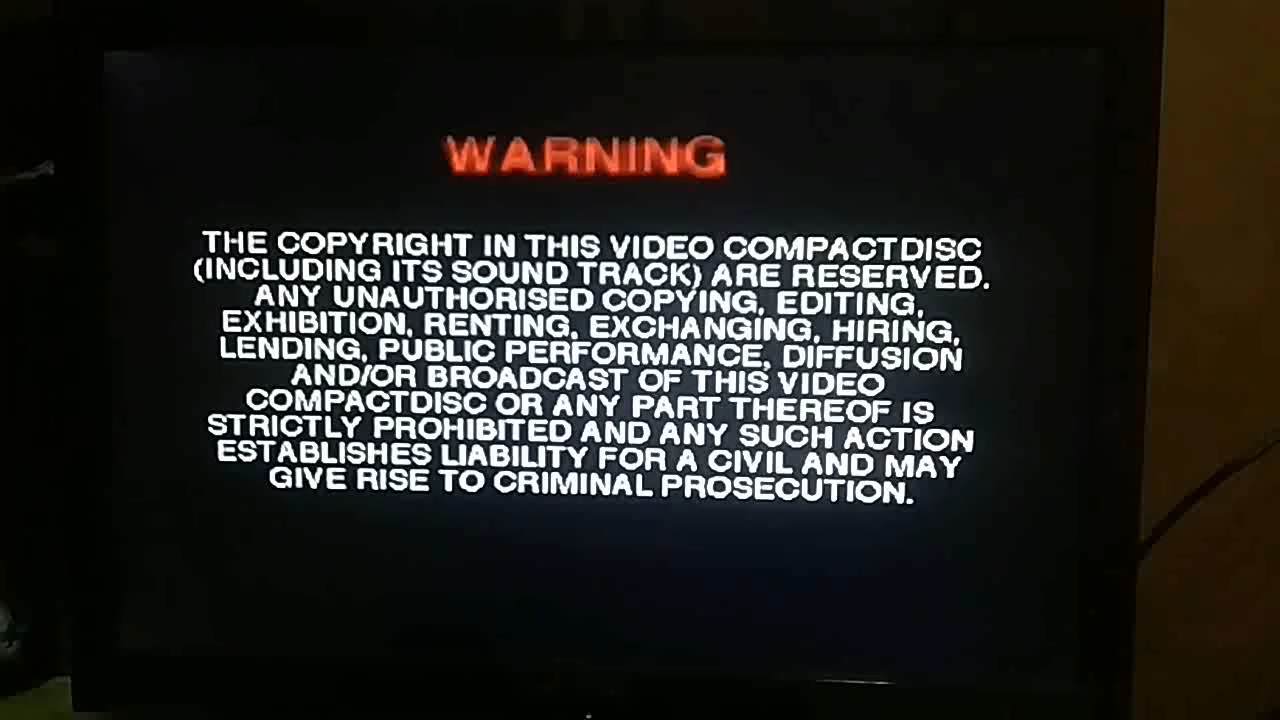 WARNING
THE COPYRIGHT IN THIS VIDEO COMPACTDISC
(INCLUDING ITS SOUND TRACK) ARE RESERVED.
ANY UNAUTHORISED COPYING, EDITING,
EXHIBITION, RENTING, EXCHANGING, HIRING,
LENDING, PUBLIC PERFORMANCE, DIFFUSION
AND/OR BROADCAST OF THIS VIDEO
COMPACTDISC OR ANY PART THEREOF IS
STRICTLY PROHIBITED AND ANY SUCH ACTION
ESTABLISHES LIABILITY FOR A CIVIL AND MAY
GIVE RISE TO CRIMINAL PROSECUTION.